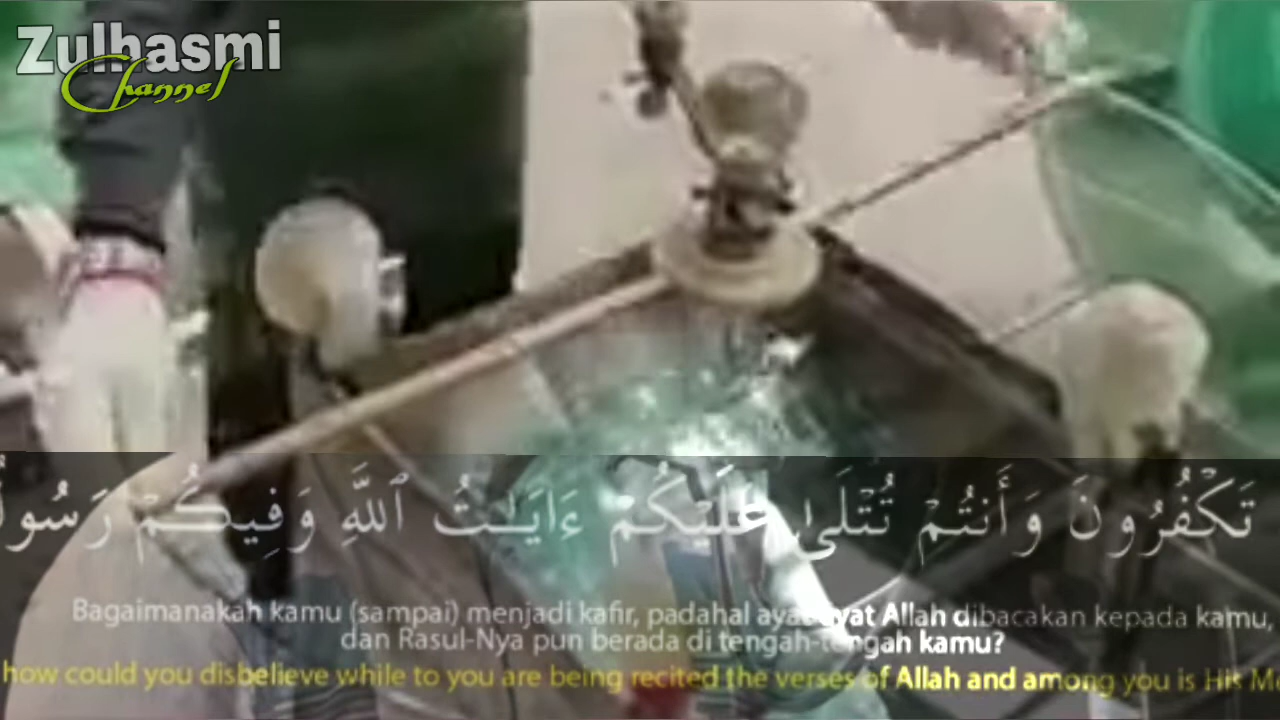 Zulhasmi
Channel
تَكْفُرُونَ وَأَنتُمْ تُتْلَىٰ عَلَيْكُمْ ءَايَـٰتُ ٱللَّهِ وَفِيكُمْ
Bagaimanakah kamu (sampai) menjadi kafir, padahal ayat-ayat Allah dibacakan kepada kamu,
dan Rasul-Nya pun berada di tengah-tengah kamu?
how could you disbelieve while to you are being recited the verses of Allah and among you is His